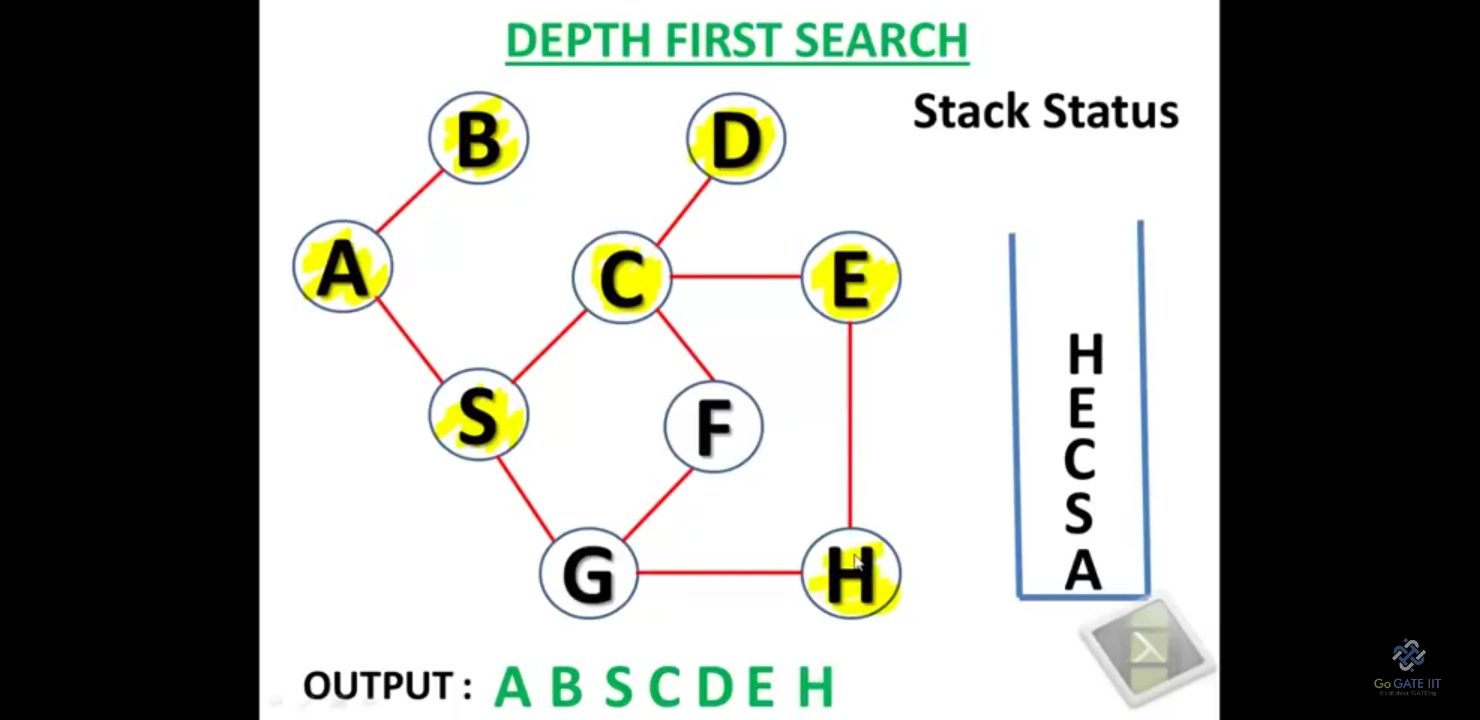 DEPTH FIRST SEARCH
Stack Status
B
D
A
C
E
S
F
G
H
H
E
C
S
A
OUTPUT : A B S C D E H
Go GATE IIT